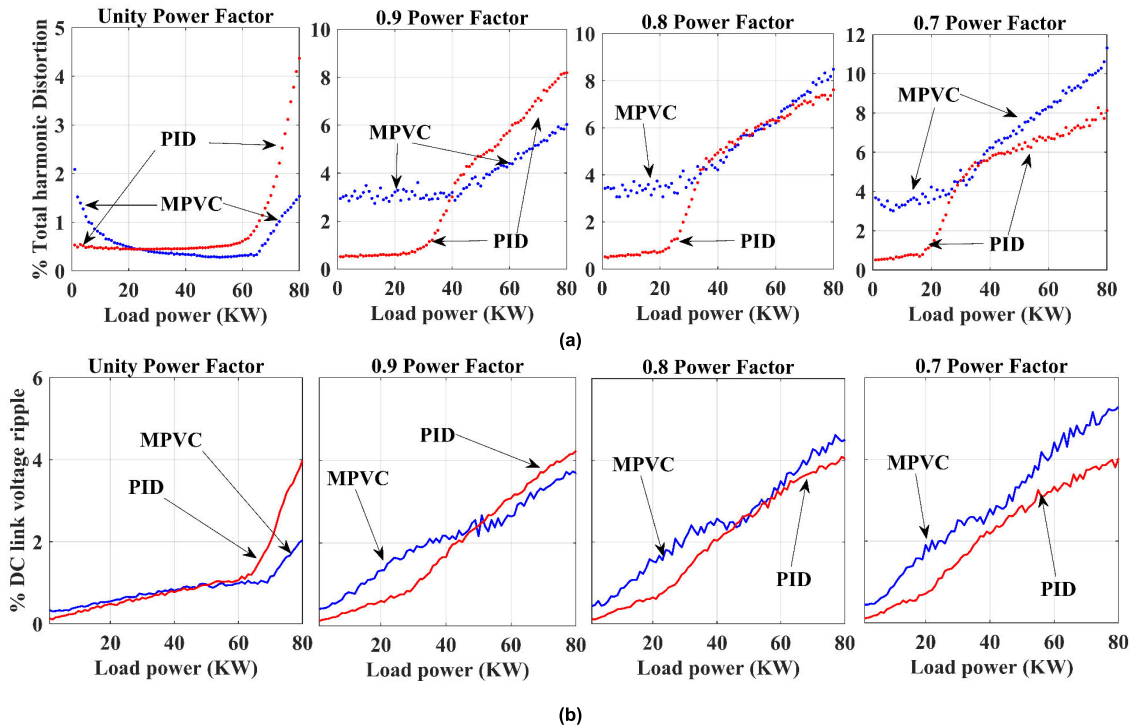 Unity Power Factor 0.9 Power Factor 0.8 Power Factor 0.7 Power Factor
% Total harmonic Distortion
5 4 3 2 1 0
10 8 6 4 2 0
10 8 6 4 2 0
12 10 8 6 4 2 0
PID
MPVC
MPVC
PID
MPVC
PID
MPVC
PID
0 20 40 60 80 0 20 40 60 80 0 20 40 60 80 0 20 40 60 80
Load power (KW) Load power (KW) Load power (KW) Load power (KW)
(a)
Unity Power Factor 0.9 Power Factor 0.8 Power Factor 0.7 Power Factor
% DC link voltage ripple
6 4 2 0
MPVC
PID
PID
MPVC
MPVC
PID
MPVC
PID
20 40 60 80 20 40 60 80 20 40 60 80 20 40 60 80
Load power (KW) Load power (KW) Load power (KW) Load power (KW)
(b)